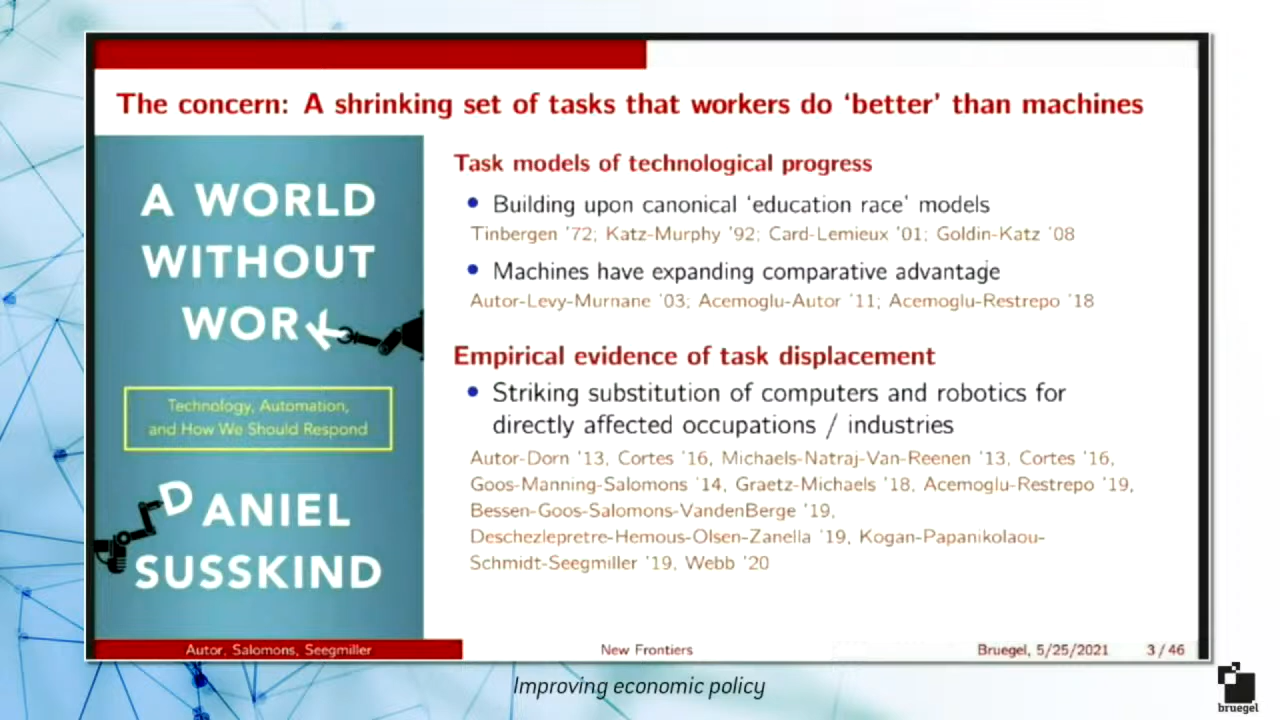 The concern: A shrinking set of tasks that workers do ‘better’ than machines
A WORLD
WITHOUT
WORK
Technology, Automation,
and How We Should Respond
DANIEL
SUSSKIND
Task models of technological progress
• Building upon canonical ‘education race’ models
Tinbergen ’72; Katz-Murphy ’92; Card-Lemieux ’01; Goldin-Katz ’08
• Machines have expanding comparative advantage
Autor-Levy-Murnane ’03; Acemoglu-Autor ’11; Acemoglu-Restrepo ’18
Empirical evidence of task displacement
• Striking substitution of computers and robotics for
directly affected occupations / industries
Autor-Dorn ’13, Cortes ’16, Michaels-Natraj-Van-Reenen ’13, Cortes ’16,
Goos-Manning-Salomons ’14, Graetz-Michaels ’18, Acemoglu-Restrepo ’19,
Bessen-Goos-Salomons-VandenBerge ’19,
Deschezlepretre-Hemous-Olsen-Zanella ’19, Kogan-Papanikolaou-
Schmidt-Seegmiller ’19, Webb ’20
Autor, Salomons, Seegmiller
New Frontiers
Bruegel, 5/25/2021
3 / 46
Improving economic policy
bruegel